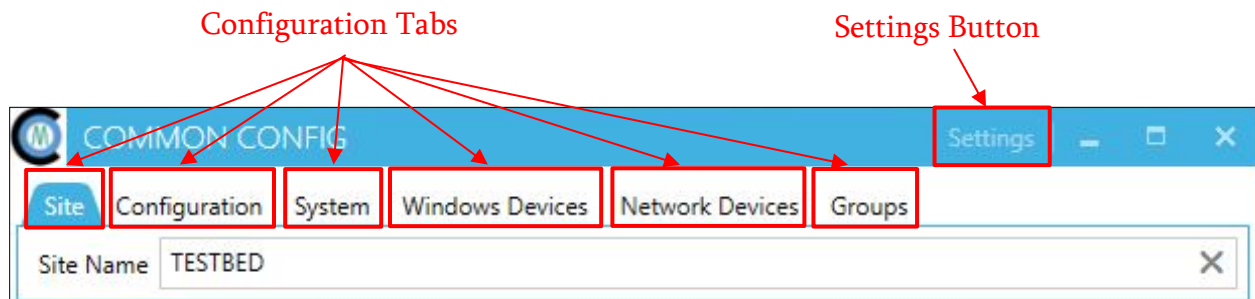 Configuration Tabs Settings Button
COMMON CONFIG Settings
Site Configuration System Windows Devices Network Devices Groups
Site Name TESTBED